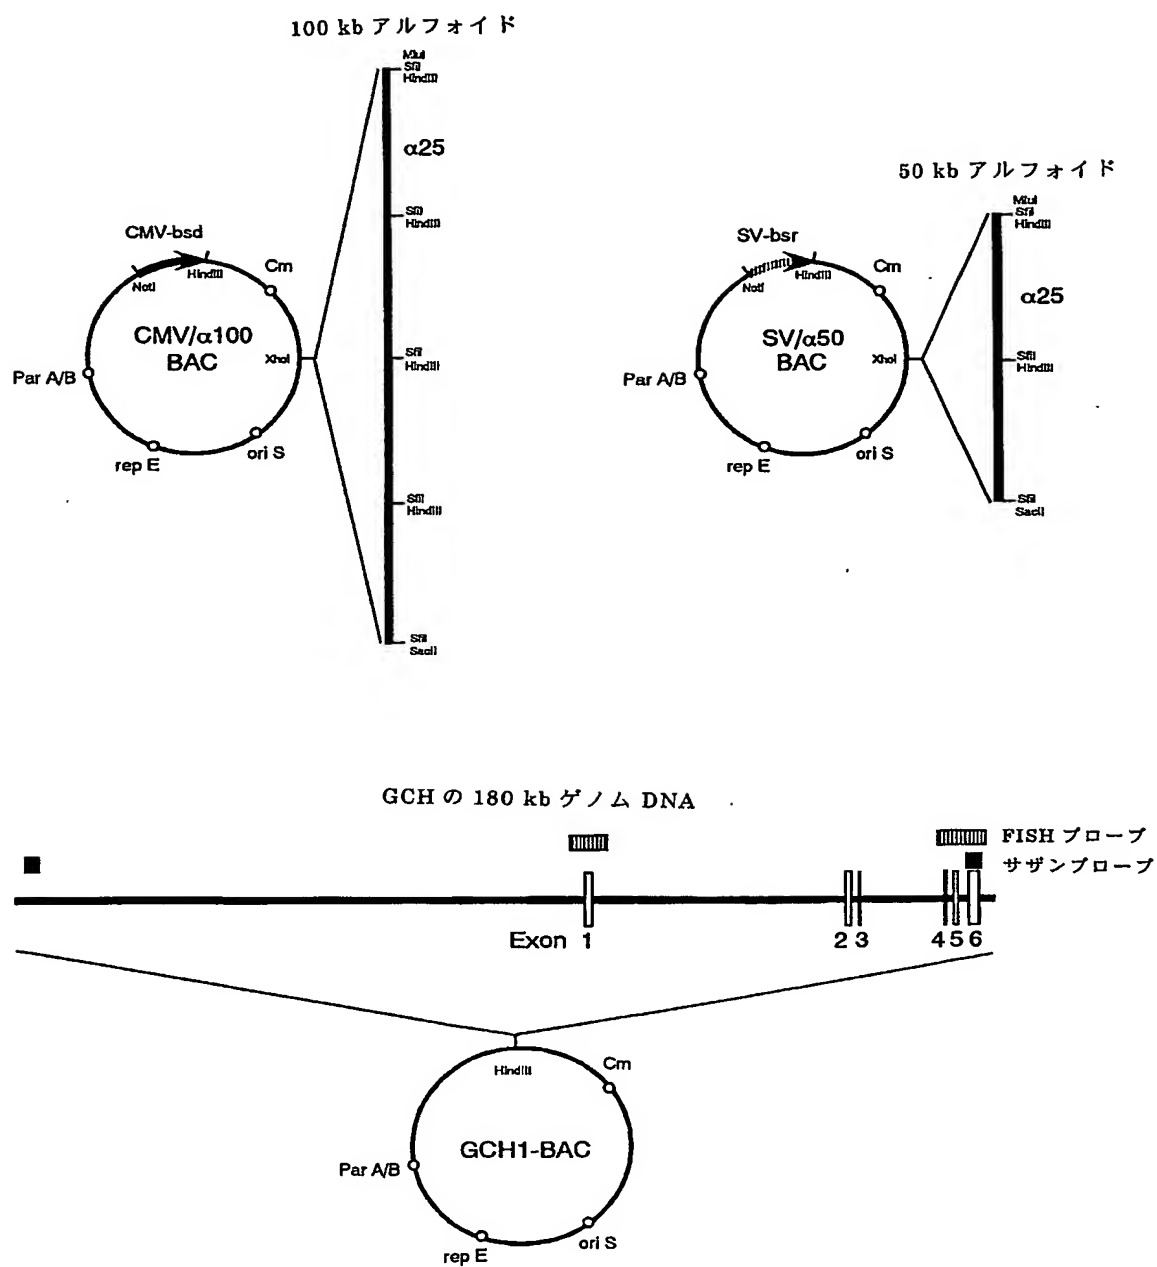 100 kb アルフォイド
MluI
SfiI
HindIII
α25
SfiI
HindIII
SfiI
HindIII
SfiI
HindIII
SfiI
SacII
CMV-bsd
NotI
HindIII
Cm
CMV/α100
BAC
XhoI
Par A/B
rep E
ori S
50 kb アルフォイド
MluI
SfiI
HindIII
α25
SfiI
HindIII
SfiI
SacII
SV-bsr
NotI
HindIII
Cm
SV/α50
BAC
XhoI
Par A/B
rep E
ori S
GCH の 180 kb ゲノム DNA
FISH プローブ
サザンプローブ
Exon 1
2 3
4 5 6
HindIII
Cm
GCH1-BAC
Par A/B
rep E
ori S